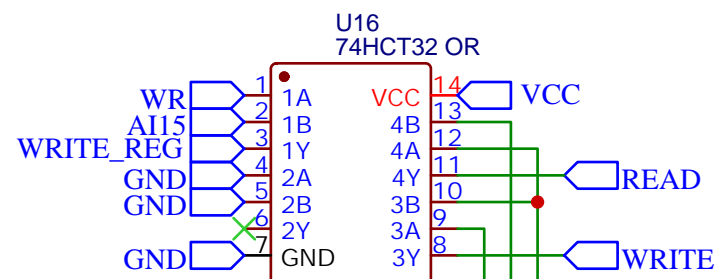 U16
74HCT32 OR
WR 1 1A VCC 14 VCC
AI15 2 1B 4B 13
WRITE_REG 3 1Y 4A 12
GND 4 2A 4Y 11 READ
GND 5 2B 3B 10
6 2Y 3A 9
GND 7 GND 3Y 8 WRITE